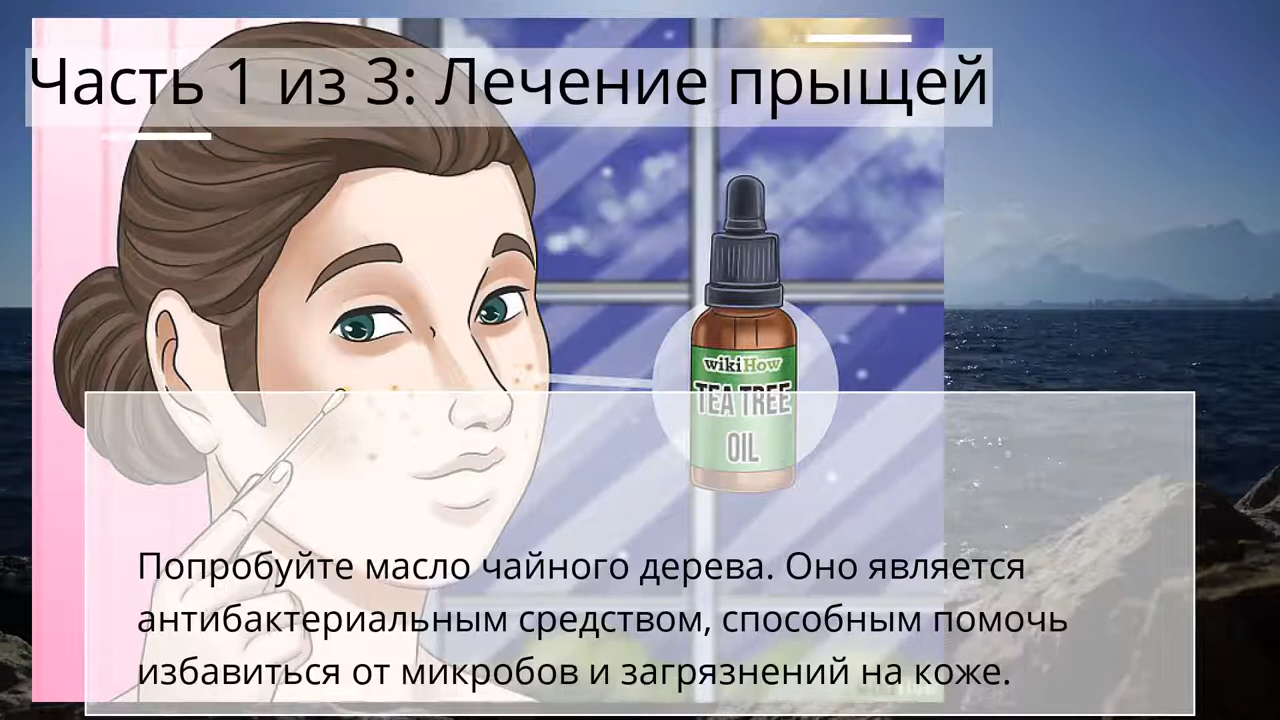 Часть 1 из 3: Лечение прыщей
wikiHow
TEA TREE
OIL
Попробуйте масло чайного дерева. Оно является
антибактериальным средством, способным помочь
избавиться от микробов и загрязнений на коже.